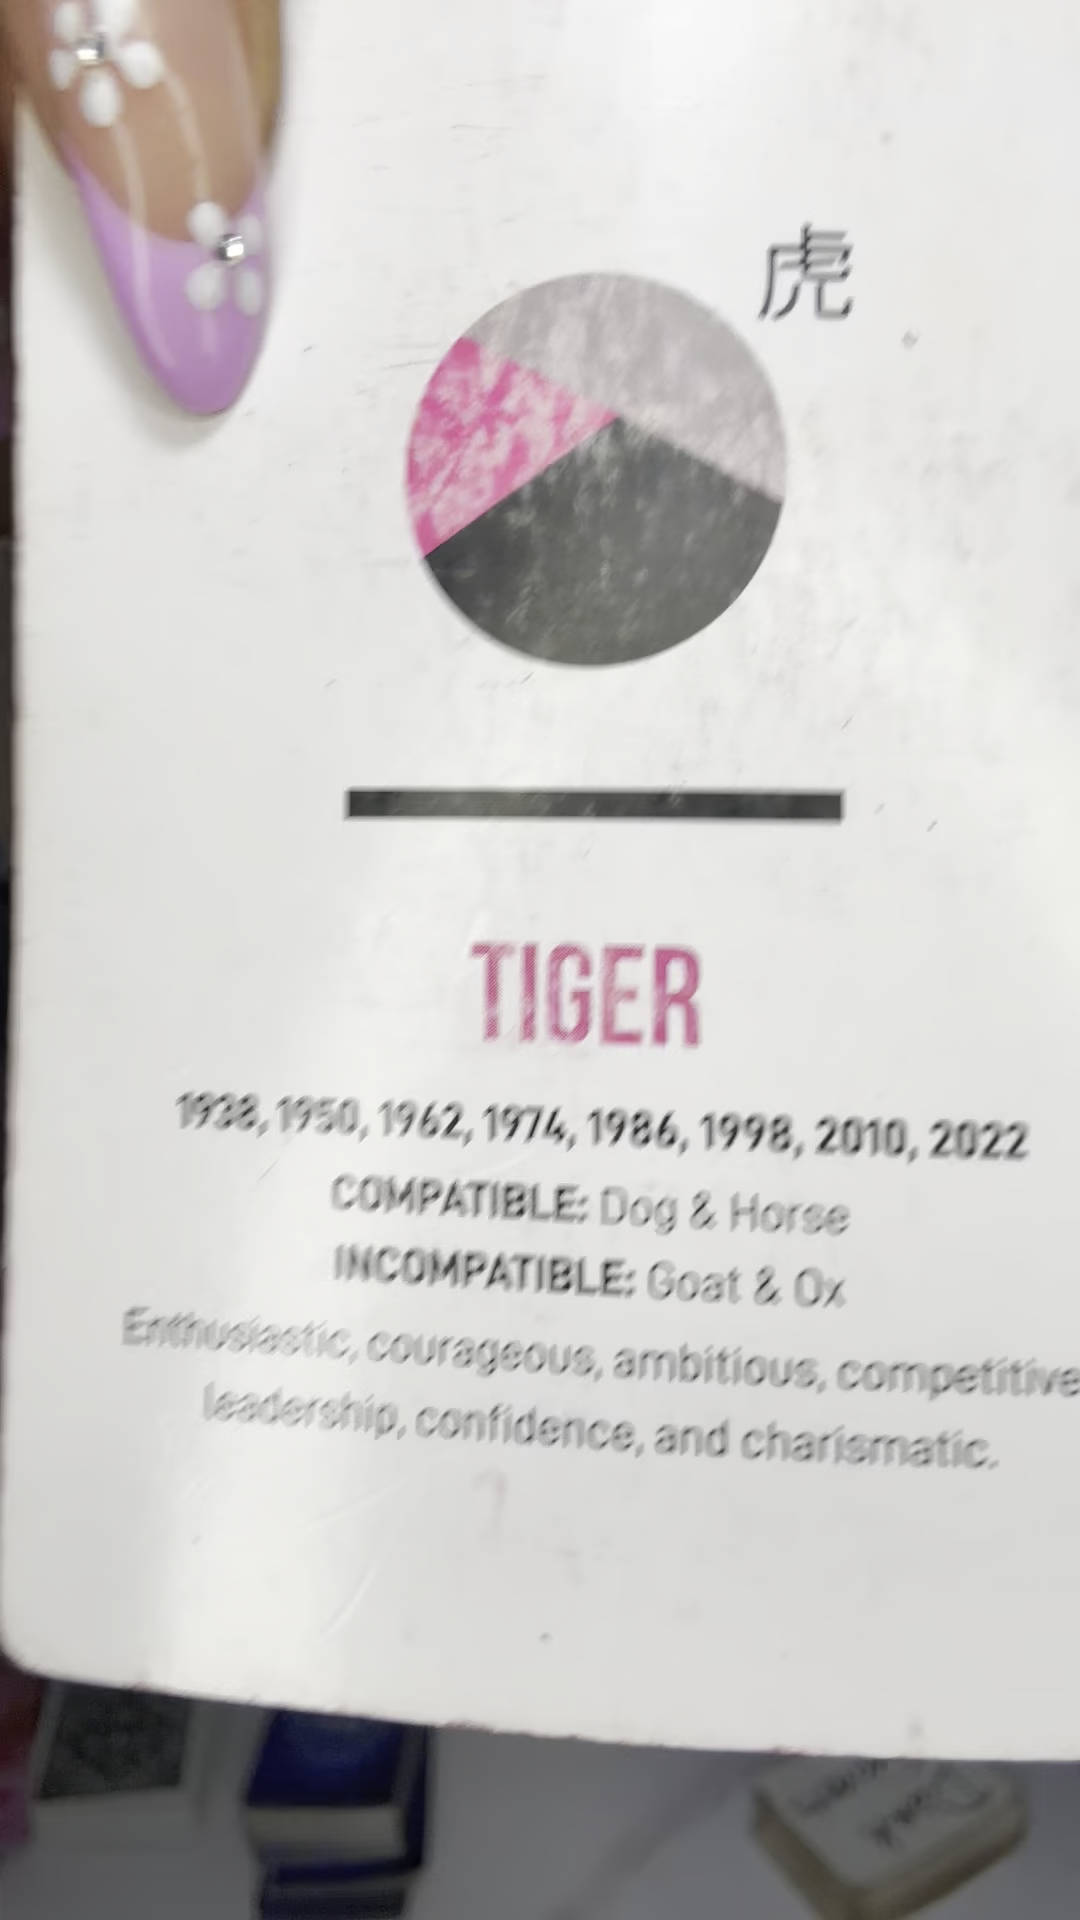 虎
TIGER
1938, 1950, 1962, 1974, 1986, 1998, 2010, 2022
COMPATIBLE: Dog & Horse
INCOMPATIBLE: Goat & Ox
Enthusiastic, courageous, ambitious, competitive
leadership, confidence, and charismatic.